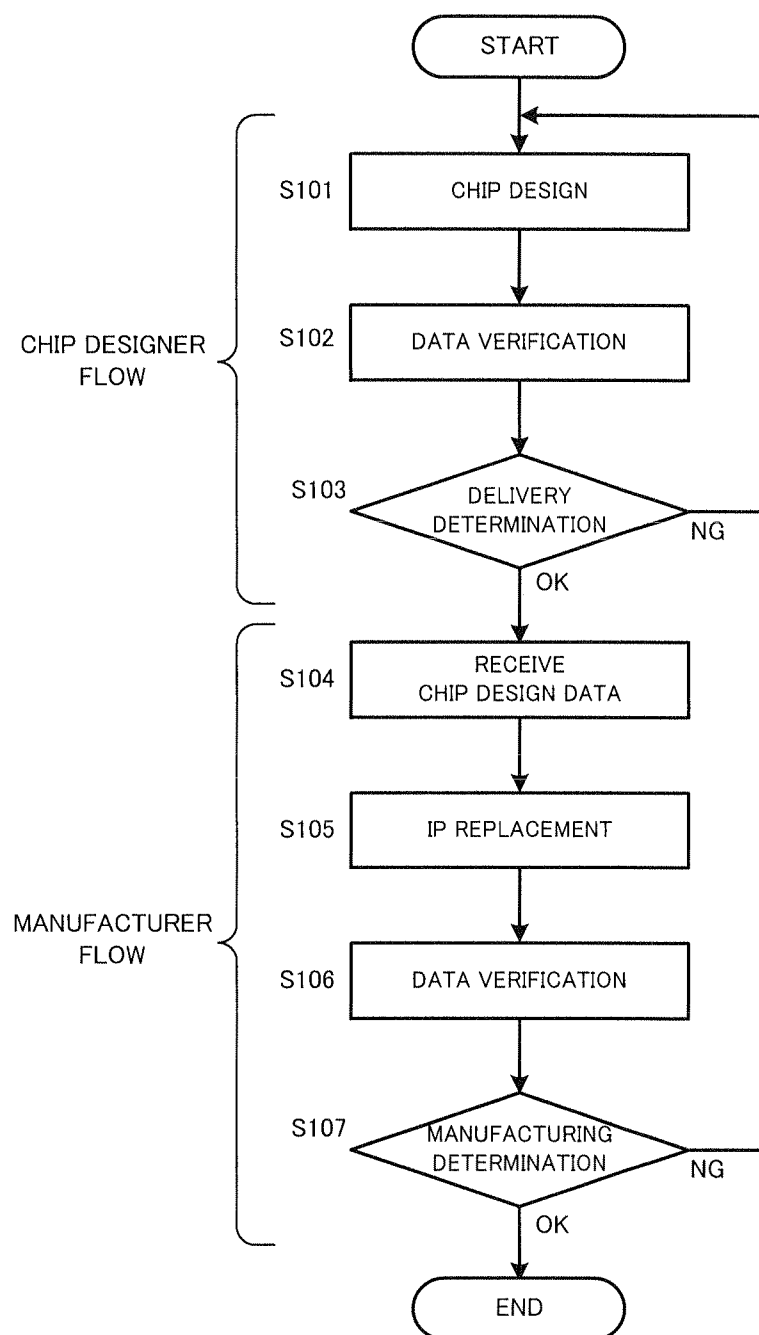 START
S101
CHIP DESIGN
S102
DATA VERIFICATION
CHIP DESIGNER
FLOW
S103
DELIVERY
DETERMINATION
NG
OK
S104
RECEIVE
CHIP DESIGN DATA
S105
IP REPLACEMENT
MANUFACTURER
FLOW
S106
DATA VERIFICATION
S107
MANUFACTURING
DETERMINATION
NG
OK
END